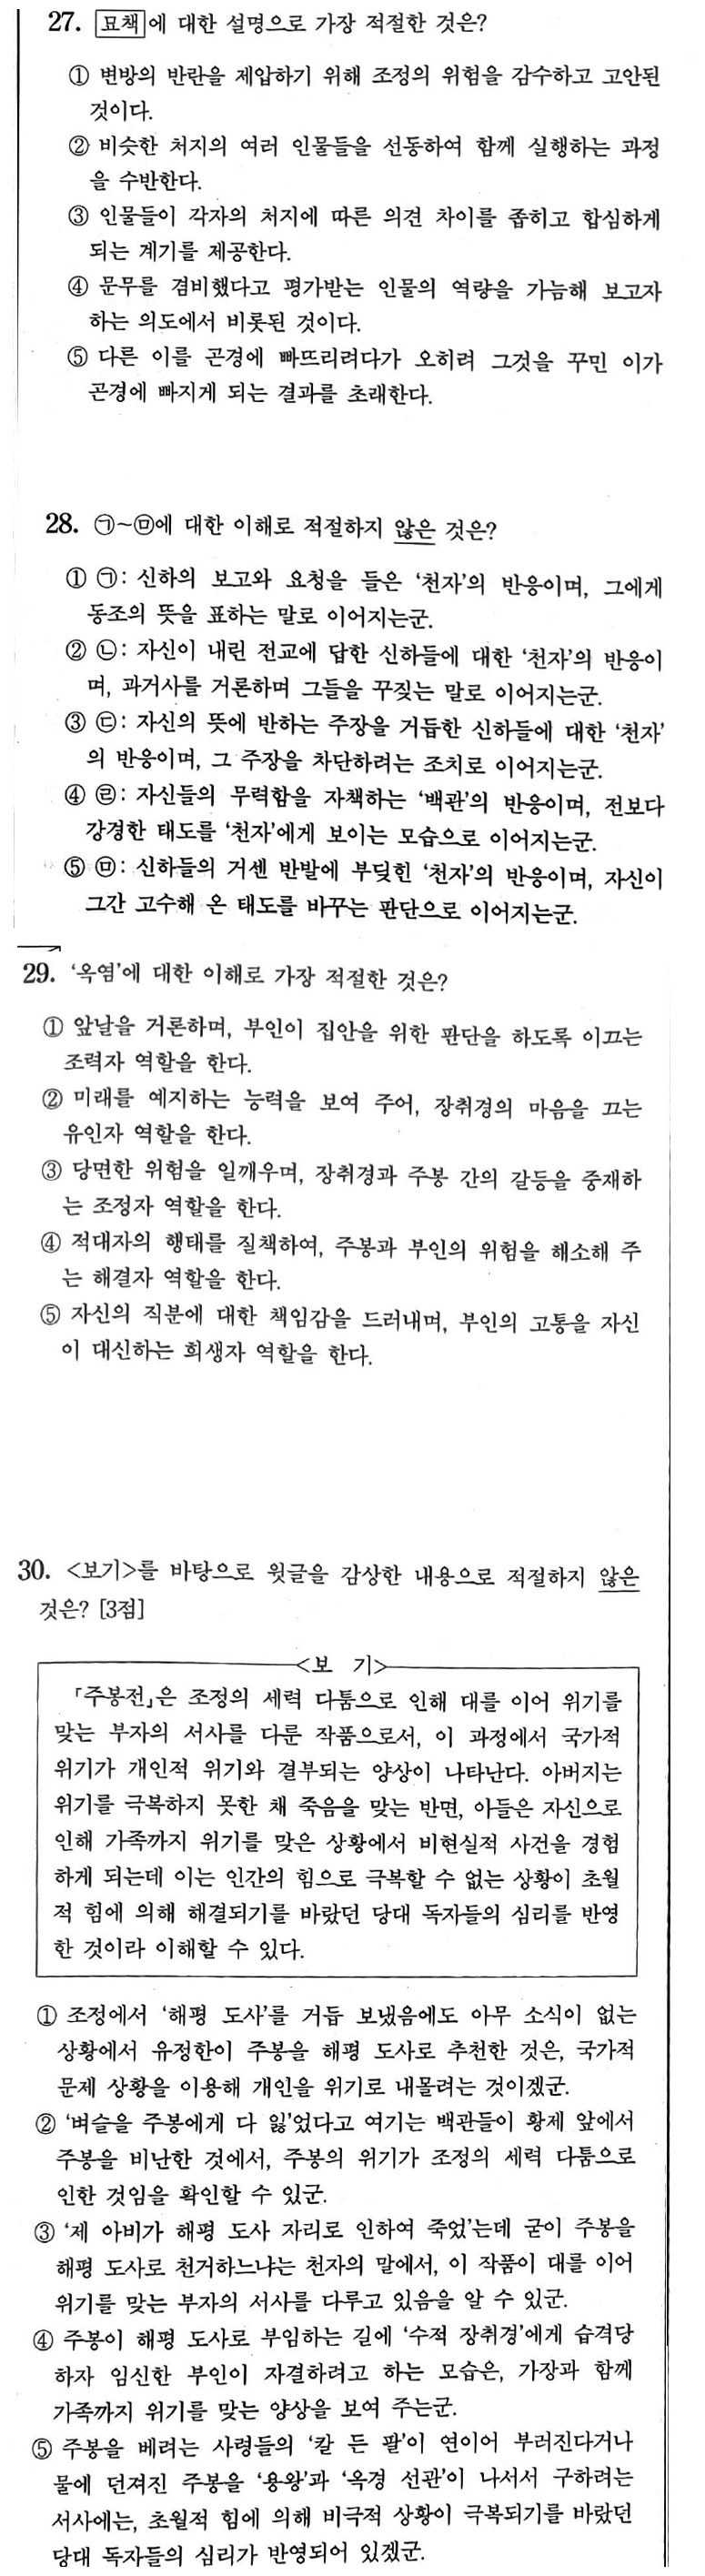 27. 묘책에 대한 설명으로 가장 적절한 것은?
① 변방의 반란을 제압하기 위해 조정의 위험을 감수하고 고안된
것이다.
② 비슷한 처지의 여러 인물들을 선동하여 함께 실행하는 과정
을 수반한다.
③ 인물들이 각자의 처지에 따른 의견 차이를 좁히고 합심하게
되는 계기를 제공한다.
④ 문무를 겸비했다고 평가받는 인물의 역량을 가늠해 보고자
하는 의도에서 비롯된 것이다.
⑤ 다른 이를 곤경에 빠뜨리려다가 오히려 그것을 꾸민 이가
곤경에 빠지게 되는 결과를 초래한다.
28. ㉠~㉤에 대한 이해로 적절하지 않은 것은?
① ㉠: 신하의 보고와 요청을 들은 ‘천자’의 반응이며, 그에게
동조의 뜻을 표하는 말로 이어지는군.
② ㉡: 자신이 내린 전교에 답한 신하들에 대한 ‘천자’의 반응이
며, 과거사를 거론하며 그들을 꾸짖는 말로 이어지는군.
③ ㉢: 자신의 뜻에 반하는 주장을 거듭한 신하들에 대한 ‘천자’
의 반응이며, 그 주장을 차단하려는 조치로 이어지는군.
④ ㉣: 자신들의 무력함을 자책하는 ‘백관’의 반응이며, 전보다
강경한 태도를 ‘천자’에게 보이는 모습으로 이어지는군.
⑤ ㉤: 신하들의 거센 반발에 부딪힌 ‘천자’의 반응이며, 자신이
그간 고수해 온 태도를 바꾸는 판단으로 이어지는군.
29. ‘옥염’에 대한 이해로 가장 적절한 것은?
① 앞날을 거론하며, 부인이 집안을 위한 판단을 하도록 이끄는
조력자 역할을 한다.
② 미래를 예지하는 능력을 보여 주어, 장취경의 마음을 끄는
유인자 역할을 한다.
③ 당면한 위험을 일깨우며, 장취경과 주봉 간의 갈등을 중재하
는 조정자 역할을 한다.
④ 적대자의 행태를 질책하여, 주봉과 부인의 위험을 해소해 주
는 해결자 역할을 한다.
⑤ 자신의 직분에 대한 책임감을 드러내며, 부인의 고통을 자신
이 대신하는 희생자 역할을 한다.
30. <보기>를 바탕으로 윗글을 감상한 내용으로 적절하지 않은
것은? [3점]
<보 기>
「주봉전」은 조정의 세력 다툼으로 인해 대를 이어 위기를
맞는 부자의 서사를 다룬 작품으로서, 이 과정에서 국가적
위기가 개인적 위기와 결부되는 양상이 나타난다. 아버지는
위기를 극복하지 못한 채 죽음을 맞는 반면, 아들은 자신으로
인해 가족까지 위기를 맞은 상황에서 비현실적 사건을 경험
하게 되는데 이는 인간의 힘으로 극복할 수 없는 상황이 초월
적 힘에 의해 해결되기를 바랐던 당대 독자들의 심리를 반영
한 것이라 이해할 수 있다.
① 조정에서 ‘해평 도사’를 거듭 보냈음에도 아무 소식이 없는
상황에서 유정한이 주봉을 해평 도사로 추천한 것은, 국가적
문제 상황을 이용해 개인을 위기로 내몰려는 것이겠군.
② ‘벼슬을 주봉에게 다 잃’었다고 여기는 백관들이 황제 앞에서
주봉을 비난한 것에서, 주봉의 위기가 조정의 세력 다툼으로
인한 것임을 확인할 수 있군.
③ ‘제 아비가 해평 도사 자리로 인하여 죽었’는데 굳이 주봉을
해평 도사로 천거하느냐는 천자의 말에서, 이 작품이 대를 이어
위기를 맞는 부자의 서사를 다루고 있음을 알 수 있군.
④ 주봉이 해평 도사로 부임하는 길에 ‘수적 장취경’에게 습격당
하자 임신한 부인이 자결하려고 하는 모습은, 가장과 함께
가족까지 위기를 맞는 양상을 보여 주는군.
⑤ 주봉을 베려는 사령들의 ‘칼 든 팔’이 연이어 부러진다거나
물에 던져진 주봉을 ‘용왕’과 ‘옥경 선관’이 나서서 구하려는
서사에는, 초월적 힘에 의해 비극적 상황이 극복되기를 바랐던
당대 독자들의 심리가 반영되어 있겠군.